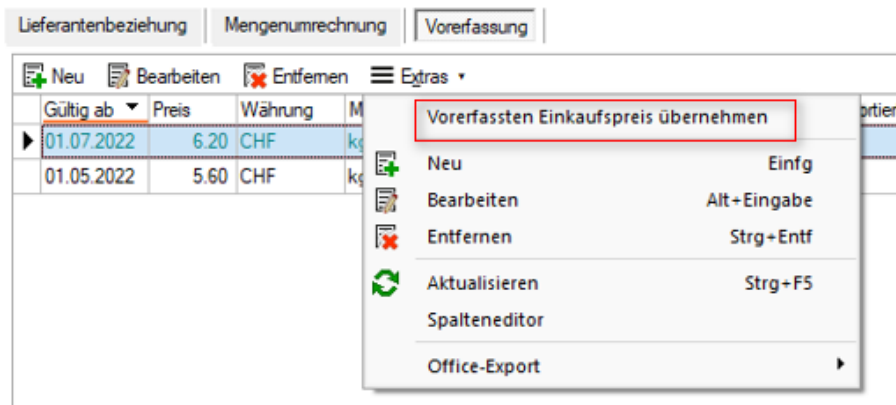 Lieferantenbeziehung Mengenumrechnung Vorerfassung
Neu Bearbeiten Entfernen Extras
Gültig ab Preis Währung M
01.07.2022 6.20 CHF
01.05.2022 5.60 CHF
Vorerfassten Einkaufspreis übernehmen
Neu Einfg
Bearbeiten Alt+Eingabe
Entfernen Strg+Entf
Aktualisieren Strg+F5
Spalteneditor
Office-Export